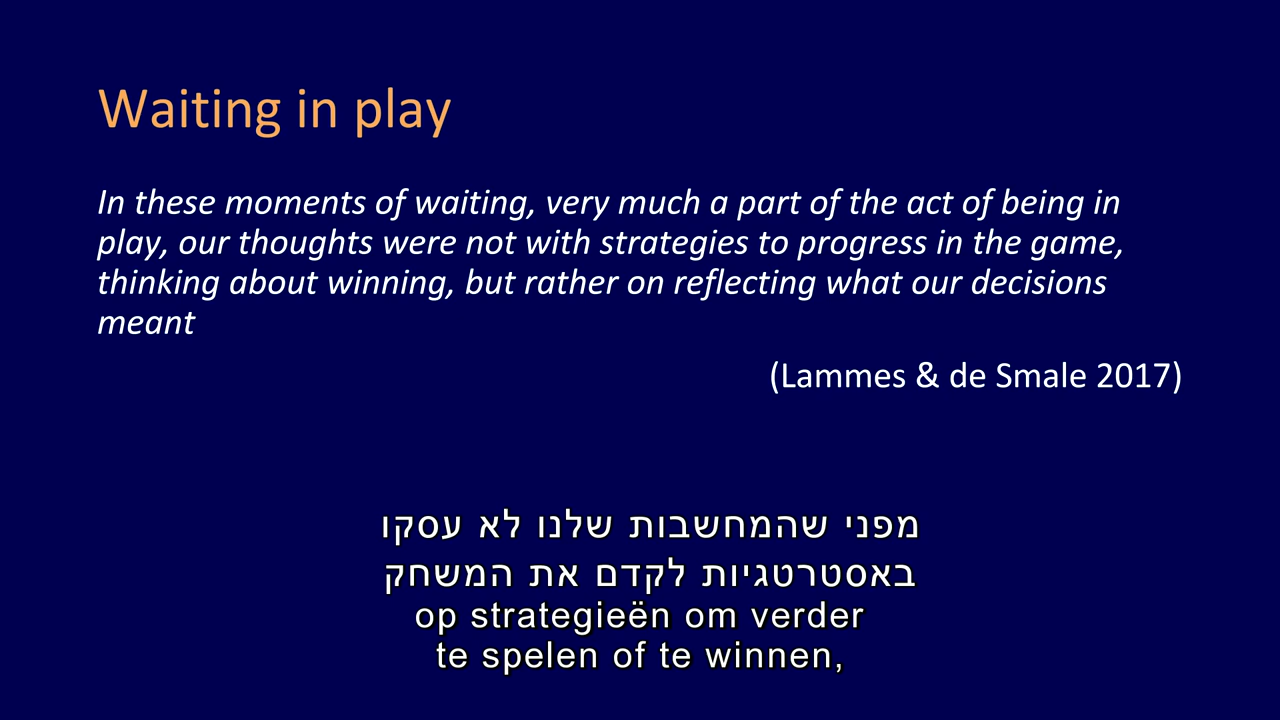 Waiting in play
In these moments of waiting, very much a part of the act of being in
play, our thoughts were not with strategies to progress in the game,
thinking about winning, but rather on reflecting what our decisions
meant
(Lammes & de Smale 2017)
מפני שהמחשבות שלנו לא עסקו
באסטרטגיות לקדם את המשחק
op strategieën om verder
te spelen of te winnen,